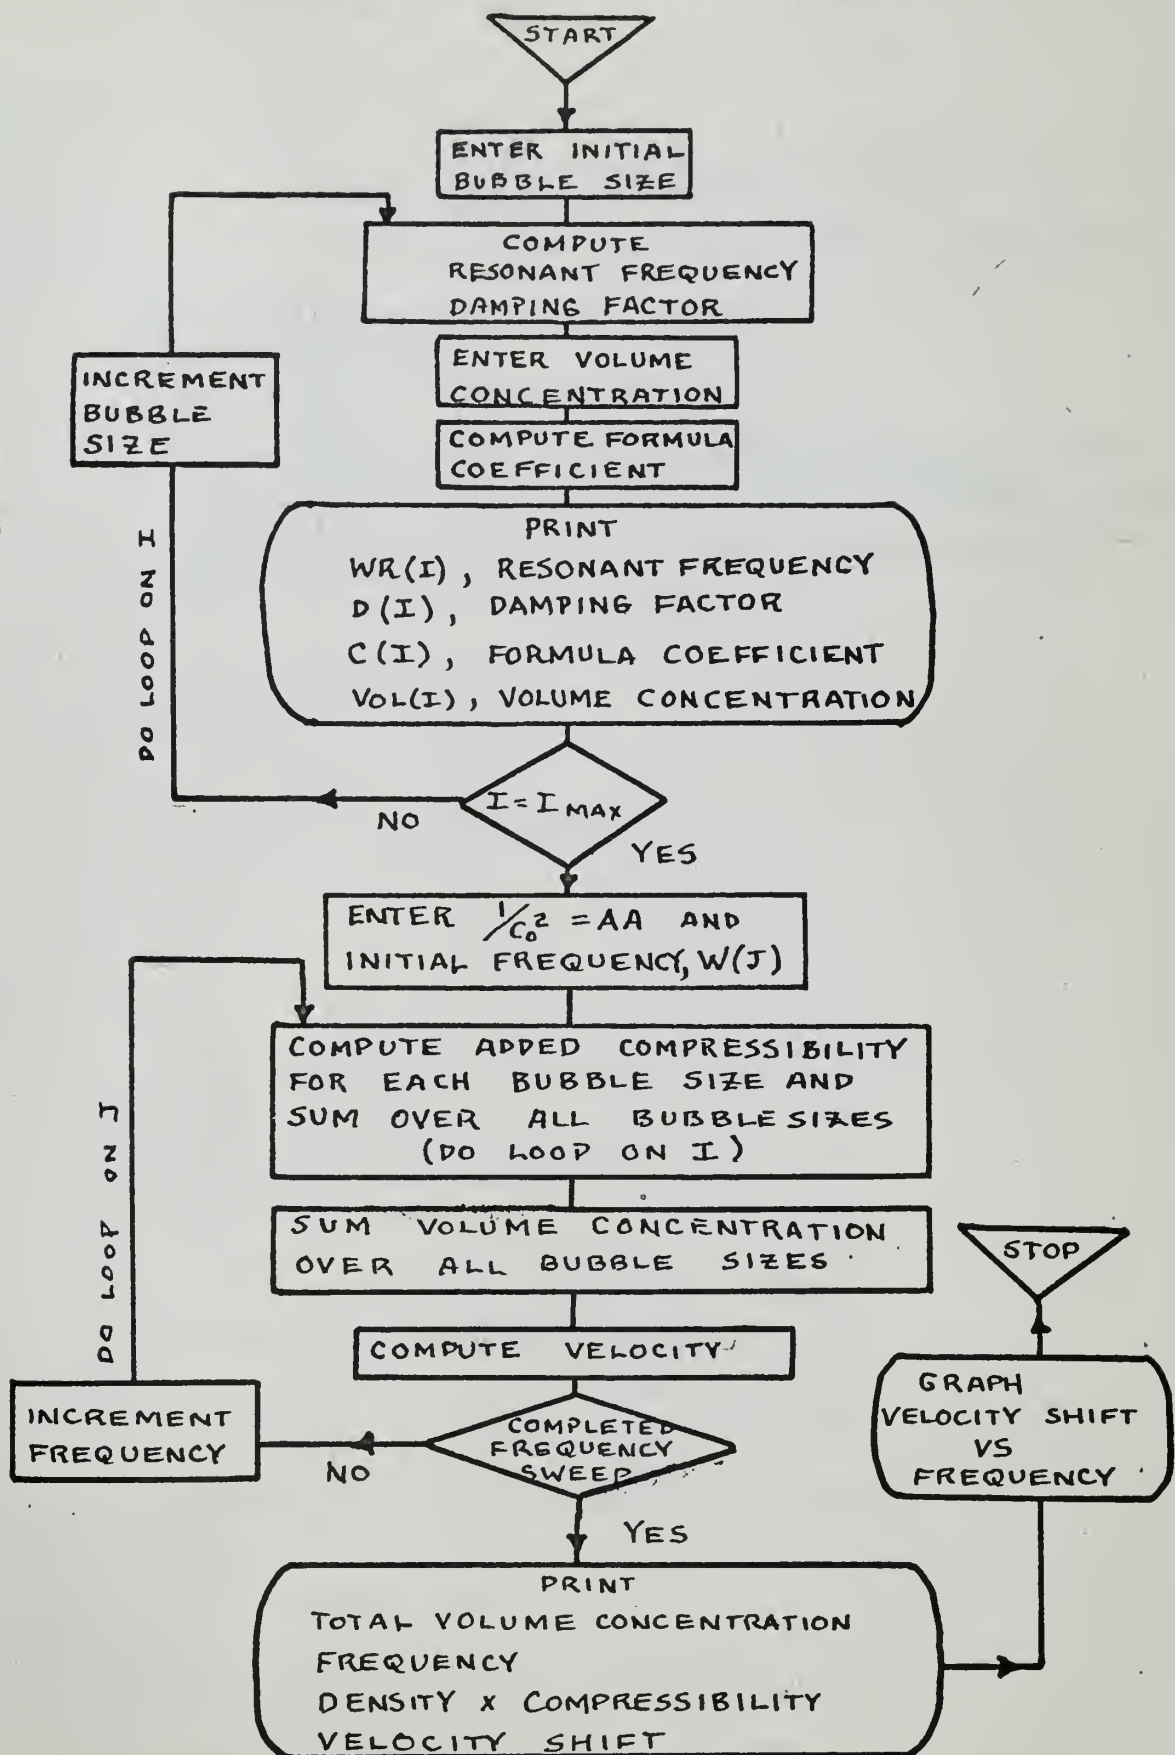 START
ENTER INITIAL
BUBBLE SIZE
COMPUTE
RESONANT FREQUENCY
DAMPING FACTOR
ENTER VOLUME
CONCENTRATION
COMPUTE FORMULA
COEFFICIENT
INCREMENT
BUBBLE
SIZE
DO LOOP ON I
PRINT
WR(I), RESONANT FREQUENCY
D(I), DAMPING FACTOR
C(I), FORMULA COEFFICIENT
VOL(I), VOLUME CONCENTRATION
I = I MAX
NO
YES
ENTER 1/C₀² = AA AND
INITIAL FREQUENCY, W(J)
COMPUTE ADDED COMPRESSIBILITY
FOR EACH BUBBLE SIZE AND
SUM OVER ALL BUBBLE SIZES
(DO LOOP ON I)
DO LOOP ON J
SUM VOLUME CONCENTRATION
OVER ALL BUBBLE SIZES
COMPUTE VELOCITY
COMPLETED
FREQUENCY
SWEEP
INCREMENT
FREQUENCY
NO
YES
PRINT
TOTAL VOLUME CONCENTRATION
FREQUENCY
DENSITY X COMPRESSIBILITY
VELOCITY SHIFT
GRAPH
VELOCITY SHIFT
VS
FREQUENCY
STOP